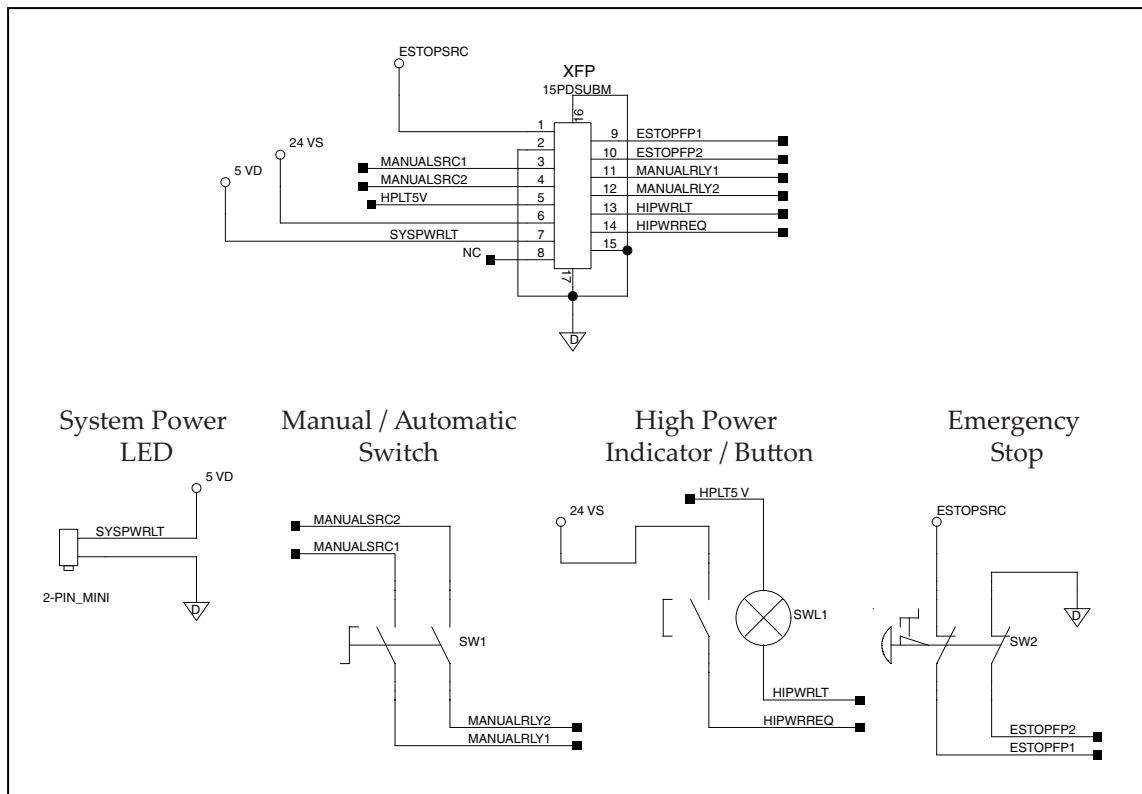 ESTOPSRC
XFP
15PDSUBM
16
24 VS
5 VD
1
2
MANUALSRC1 3
MANUALSRC2 4
HPLT5V 5
6
SYSPWRLT 7
NC 8
9 ESTOPFP1
10 ESTOPFP2
11 MANUALRLY1
12 MANUALRLY2
13 HIPWRLT
14 HIPWRREQ
15
17
D
System Power
LED
5 VD
SYSPWRLT
2-PIN_MINI
D
Manual / Automatic
Switch
MANUALSRC2
MANUALSRC1
SW1
MANUALRLY2
MANUALRLY1
High Power
Indicator / Button
HPLT5 V
24 VS
SWL1
HIPWRLT
HIPWRREQ
Emergency
Stop
ESTOPSRC
D
SW2
ESTOPFP2
ESTOPFP1